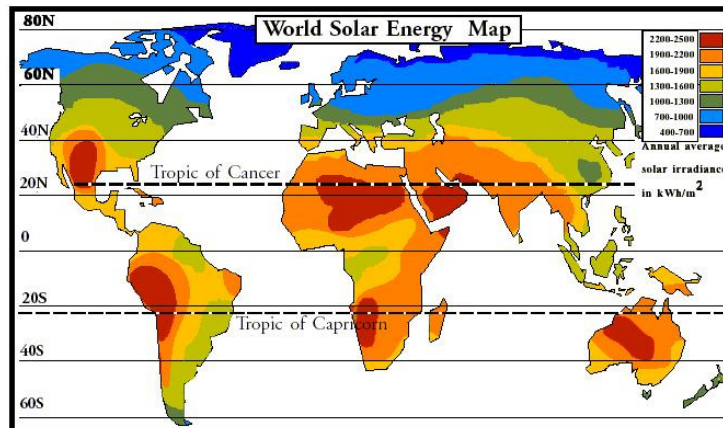 80N
World Solar Energy Map
2200-2500
1900-2200
1600-1900
1300-1600
1000-1300
700-1000
400-700
60N
40N
Annual average
solar irradiance
in kWh/m2
Tropic of Cancer
20N
0
20S
Tropic of Capricorn
40S
60S